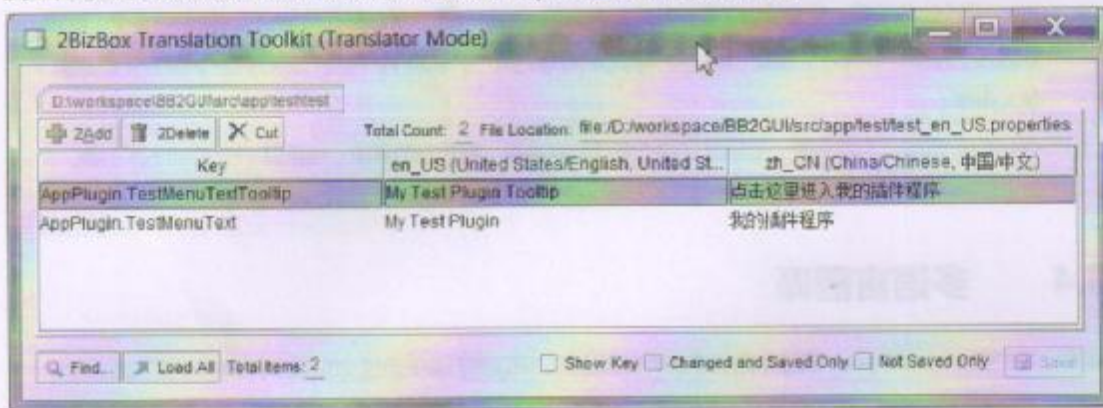 2BizBox Translation Toolkit (Translator Mode)
D:\workspace\BB2GUI\src\app\test\test
2Add 2Delete Cut Total Count: 2 File Location: file:/D:/workspace/BB2GUI/src/app/test/test_en_US.properties
Key en_US (United States/English, United St... zh_CN (China/Chinese, 中国/中文)
AppPlugin.TestMenuTextTooltip My Test Plugin Tooltip 点击这里进入我的插件程序
AppPlugin.TestMenuText My Test Plugin 我的插件程序
Find... Load All Total Items: 2 Show Key Changed and Saved Only Not Saved Only Save